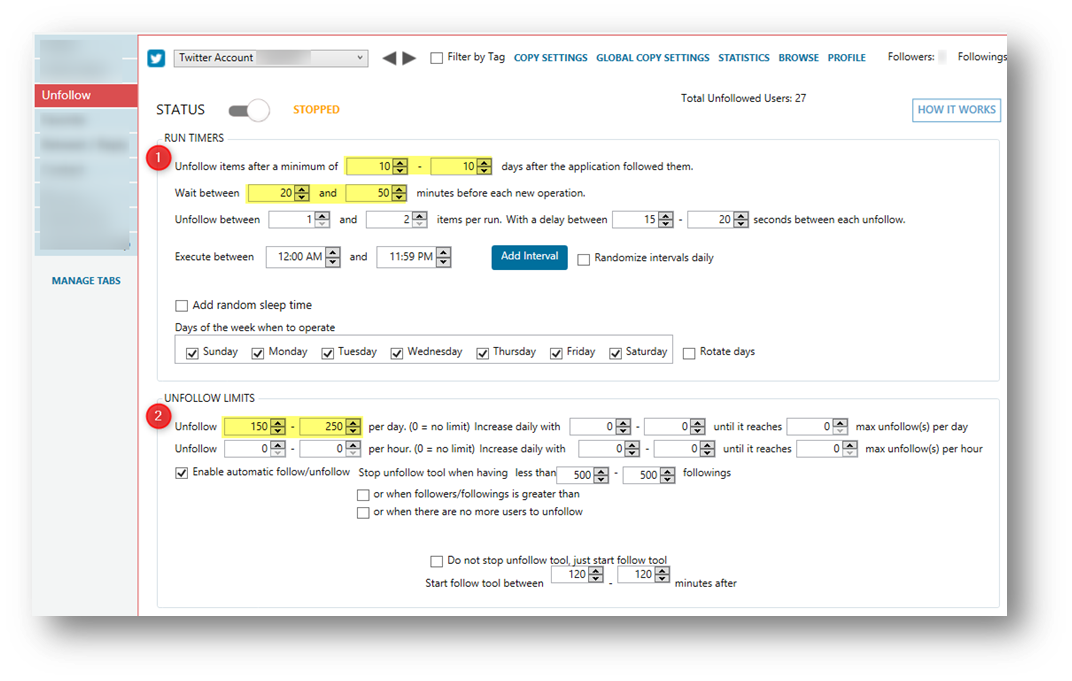 Twitter Account
Filter by Tag COPY SETTINGS GLOBAL COPY SETTINGS STATISTICS BROWSE PROFILE Followers: Followings
Unfollow
Total Unfollowed Users: 27
STATUS STOPPED
HOW IT WORKS
RUN TIMERS
1
Unfollow items after a minimum of 10 - 10 days after the application followed them.
Wait between 20 and 50 minutes before each new operation.
Unfollow between 1 and 2 items per run. With a delay between 15 - 20 seconds between each unfollow.
Execute between 12:00 AM and 11:59 PM Add Interval Randomize intervals daily
MANAGE TABS
Add random sleep time
Days of the week when to operate
Sunday Monday Tuesday Wednesday Thursday Friday Saturday Rotate days
UNFOLLOW LIMITS
2
Unfollow 150 - 250 per day. (0 = no limit) Increase daily with 0 - 0 until it reaches 0 max unfollow(s) per day
Unfollow 0 - 0 per hour. (0 = no limit) Increase daily with 0 - 0 until it reaches 0 max unfollow(s) per hour
Enable automatic follow/unfollow Stop unfollow tool when having less than 500 - 500 followings
or when followers/followings is greater than
or when there are no more users to unfollow
Do not stop unfollow tool, just start follow tool
Start follow tool between 120 - 120 minutes after